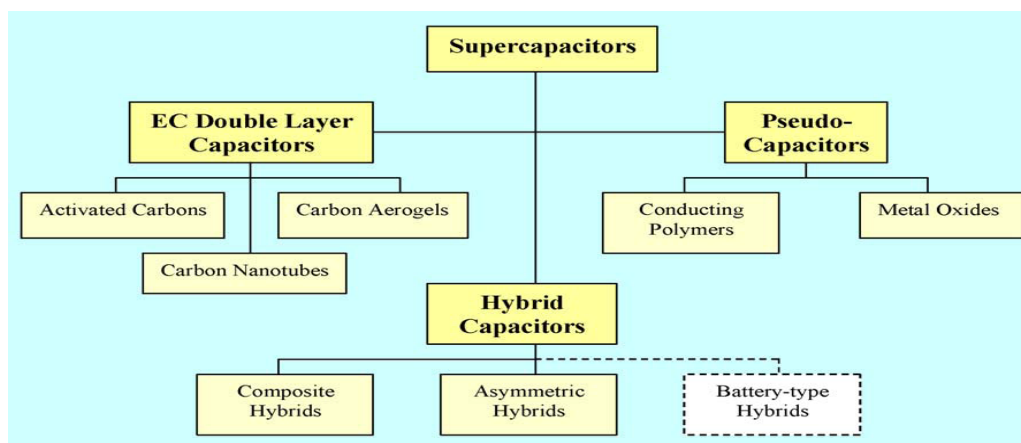 Supercapacitors
EC Double Layer
Capacitors
Pseudo-
Capacitors
Activated Carbons
Carbon Aerogels
Conducting
Polymers
Metal Oxides
Carbon Nanotubes
Hybrid
Capacitors
Composite
Hybrids
Asymmetric
Hybrids
Battery-type
Hybrids